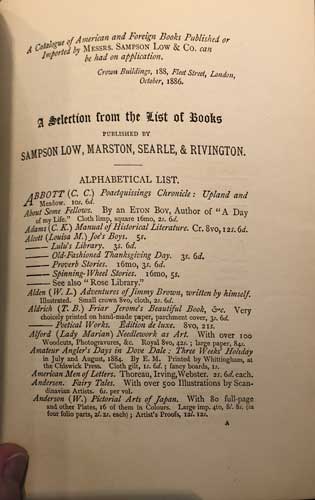 A Catalogue of American and Foreign Books Published or
Imported by MESSRS. SAMPSON LOW & CO. can
be had on application.
Crown Buildings, 188, Fleet Street, London,
October, 1886.
A Selection from the List of Books
PUBLISHED BY
SAMPSON LOW, MARSTON, SEARLE, & RIVINGTON.
ALPHABETICAL LIST.
ABBOTT (C. C.) Poaetquissings Chronicle: Upland and
Meadow. 10s. 6d.
About Some Fellows. By an ETON BOY, Author of "A Day
of my Life." Cloth limp, square 16mo, 2s. 6d.
Adams (C. K.) Manual of Historical Literature. Cr. 8vo, 12s. 6d.
Alcott (Louisa M.) Jo's Boys. 5s.
—— Lulu's Library. 3s. 6d.
—— Old-Fashioned Thanksgiving Day. 3s. 6d.
—— Proverb Stories. 16mo, 3s. 6d.
—— Spinning-Wheel Stories. 16mo, 5s.
—— See also "Rose Library."
Alden (W. L.) Adventures of Jimmy Brown, written by himself.
Illustrated. Small crown 8vo, cloth, 2s. 6d.
Aldrich (T. B.) Friar Jerome's Beautiful Book, &c. Very
choicely printed on hand-made paper, parchment cover, 3s. 6d.
—— Poetical Works. Edition de luxe. 8vo, 21s.
Alford (Lady Marian) Needlework as Art. With over 100
Woodcuts, Photogravures, &c. Royal 8vo, 42s.; large paper, 84s.
Amateur Angler's Days in Dove Dale: Three Weeks' Holiday
in July and August, 1884. By E. M. Printed by Whittingham, at
the Chiswick Press. Cloth gilt, 1s. 6d.; fancy boards, 1s.
American Men of Letters. Thoreau, Irving, Webster. 2s. 6d. each.
Andersen. Fairy Tales. With over 500 Illustrations by Scan-
dinavian Artists. 6s. per vol.
Anderson (W.) Pictorial Arts of Japan. With 80 full-page
and other Plates, 16 of them in Colours. Large imp. 4to, 8l. 8s. (in
four folio parts, 2l. 2s. each); Artist's Proofs, 12l. 12s.
A